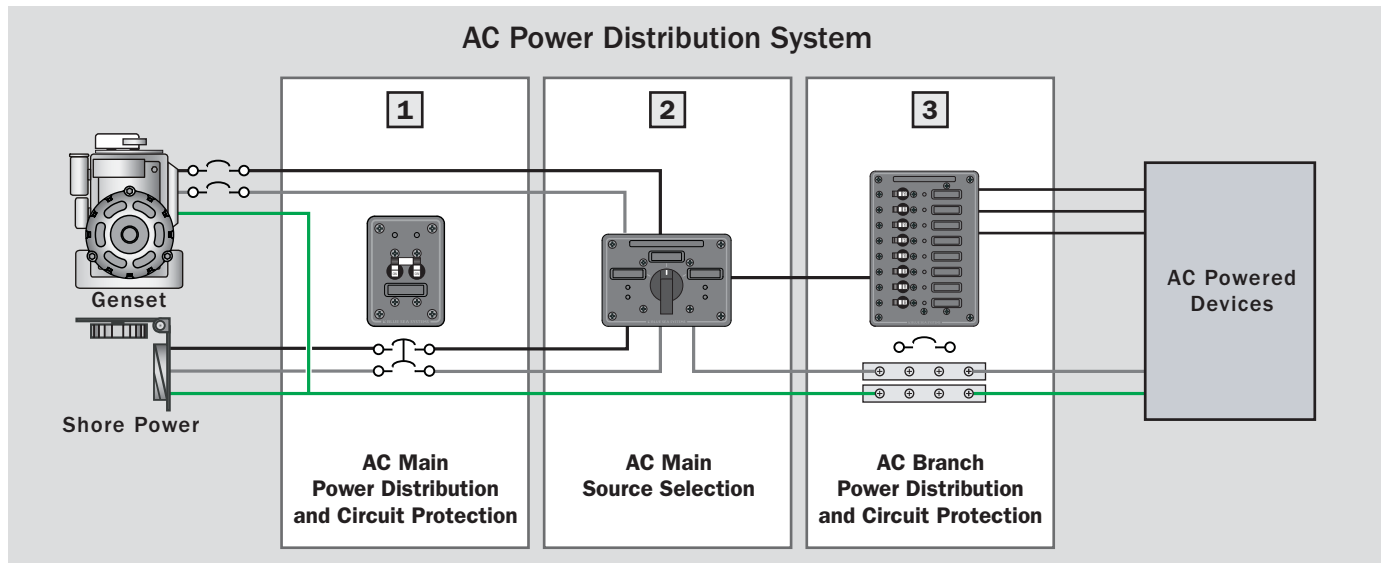 AC Power Distribution System
1
2
3
Genset
Shore Power
AC Main
Power Distribution
and Circuit Protection
AC Main
Source Selection
AC Branch
Power Distribution
and Circuit Protection
AC Powered
Devices